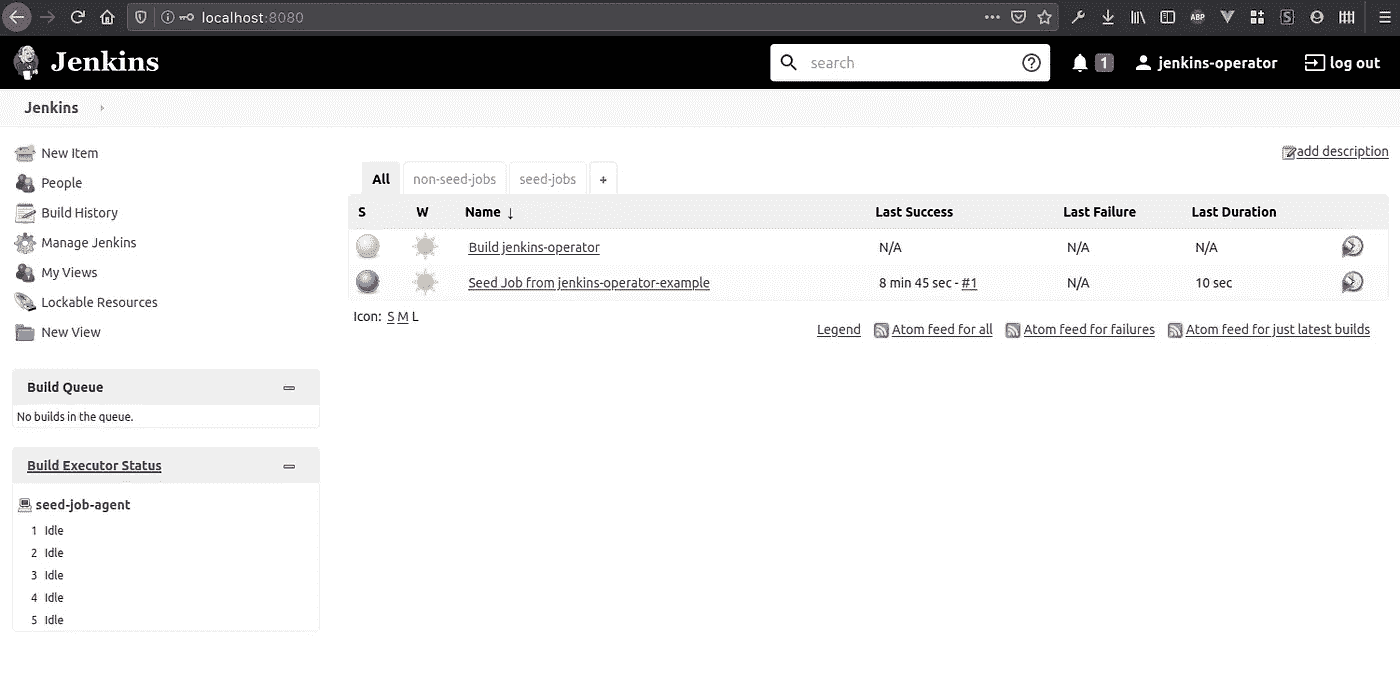 localhost:8080
ABP
S
Jenkins
search
1
jenkins-operator
log out
Jenkins
New Item
People
Build History
Manage Jenkins
My Views
Lockable Resources
New View
Build Queue
No builds in the queue.
Build Executor Status
seed-job-agent
1 Idle
2 Idle
3 Idle
4 Idle
5 Idle
add description
All non-seed-jobs seed-jobs +
S W Name ↓ Last Success Last Failure Last Duration
Build jenkins-operator N/A N/A N/A
Seed Job from jenkins-operator-example 8 min 45 sec - #1 N/A 10 sec
Icon: S M L
Legend Atom feed for all Atom feed for failures Atom feed for just latest builds